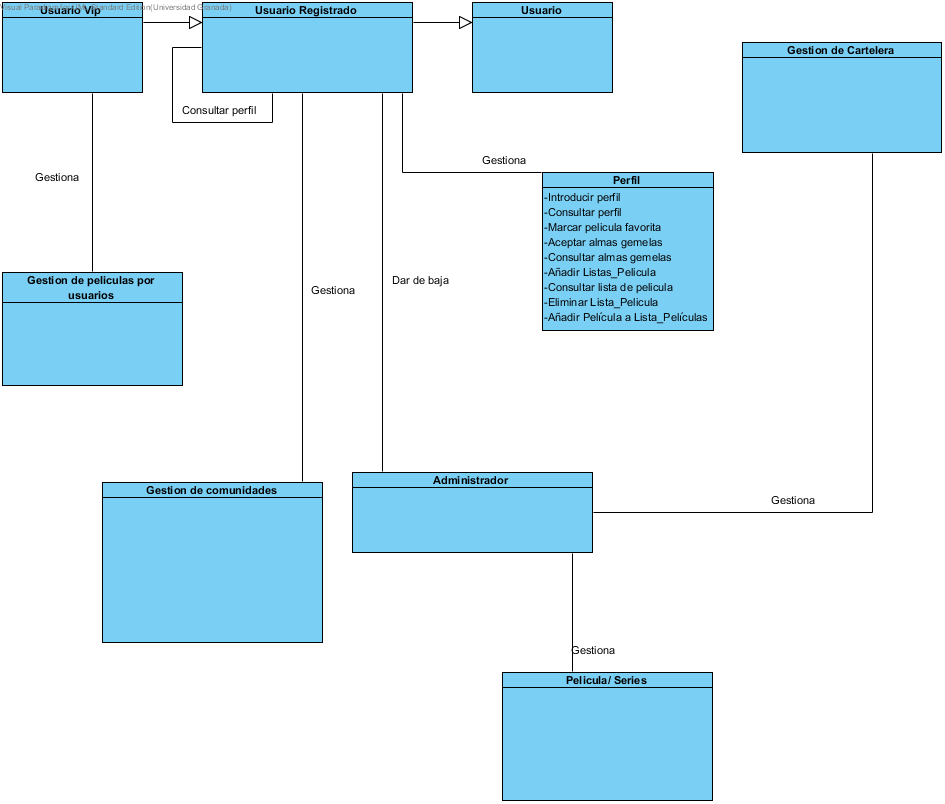 Visual Paradigm for UML Standard Edition(Universidad Granada)
Usuario Vip
Usuario Registrado
Usuario
Gestion de Cartelera
Consultar perfil
Gestiona
Gestiona
Perfil
-Introducir perfil
-Consultar perfil
-Marcar pelicula favorita
-Aceptar almas gemelas
-Consultar almas gemelas
-Añadir Listas_Pelicula
-Consultar lista de pelicula
-Eliminar Lista_Pelicula
-Añadir Película a Lista_Películas
Gestion de peliculas por
usuarios
Gestiona
Dar de baja
Gestion de comunidades
Administrador
Gestiona
Gestiona
Pelicula/ Series